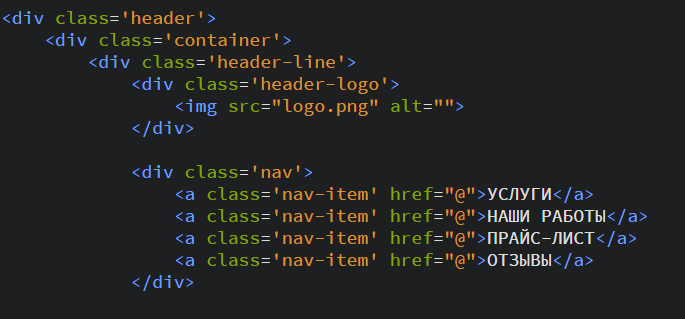 <div class='header'>
<div class='container'>
<div class='header-line'>
<div class='header-logo'>
<img src="logo.png" alt="">
</div>
<div class='nav'>
<a class='nav-item' href="@">УСЛУГИ</a>
<a class='nav-item' href="@">НАШИ РАБОТЫ</a>
<a class='nav-item' href="@">ПРАЙС-ЛИСТ</a>
<a class='nav-item' href="@">ОТЗЫВЫ</a>
</div>